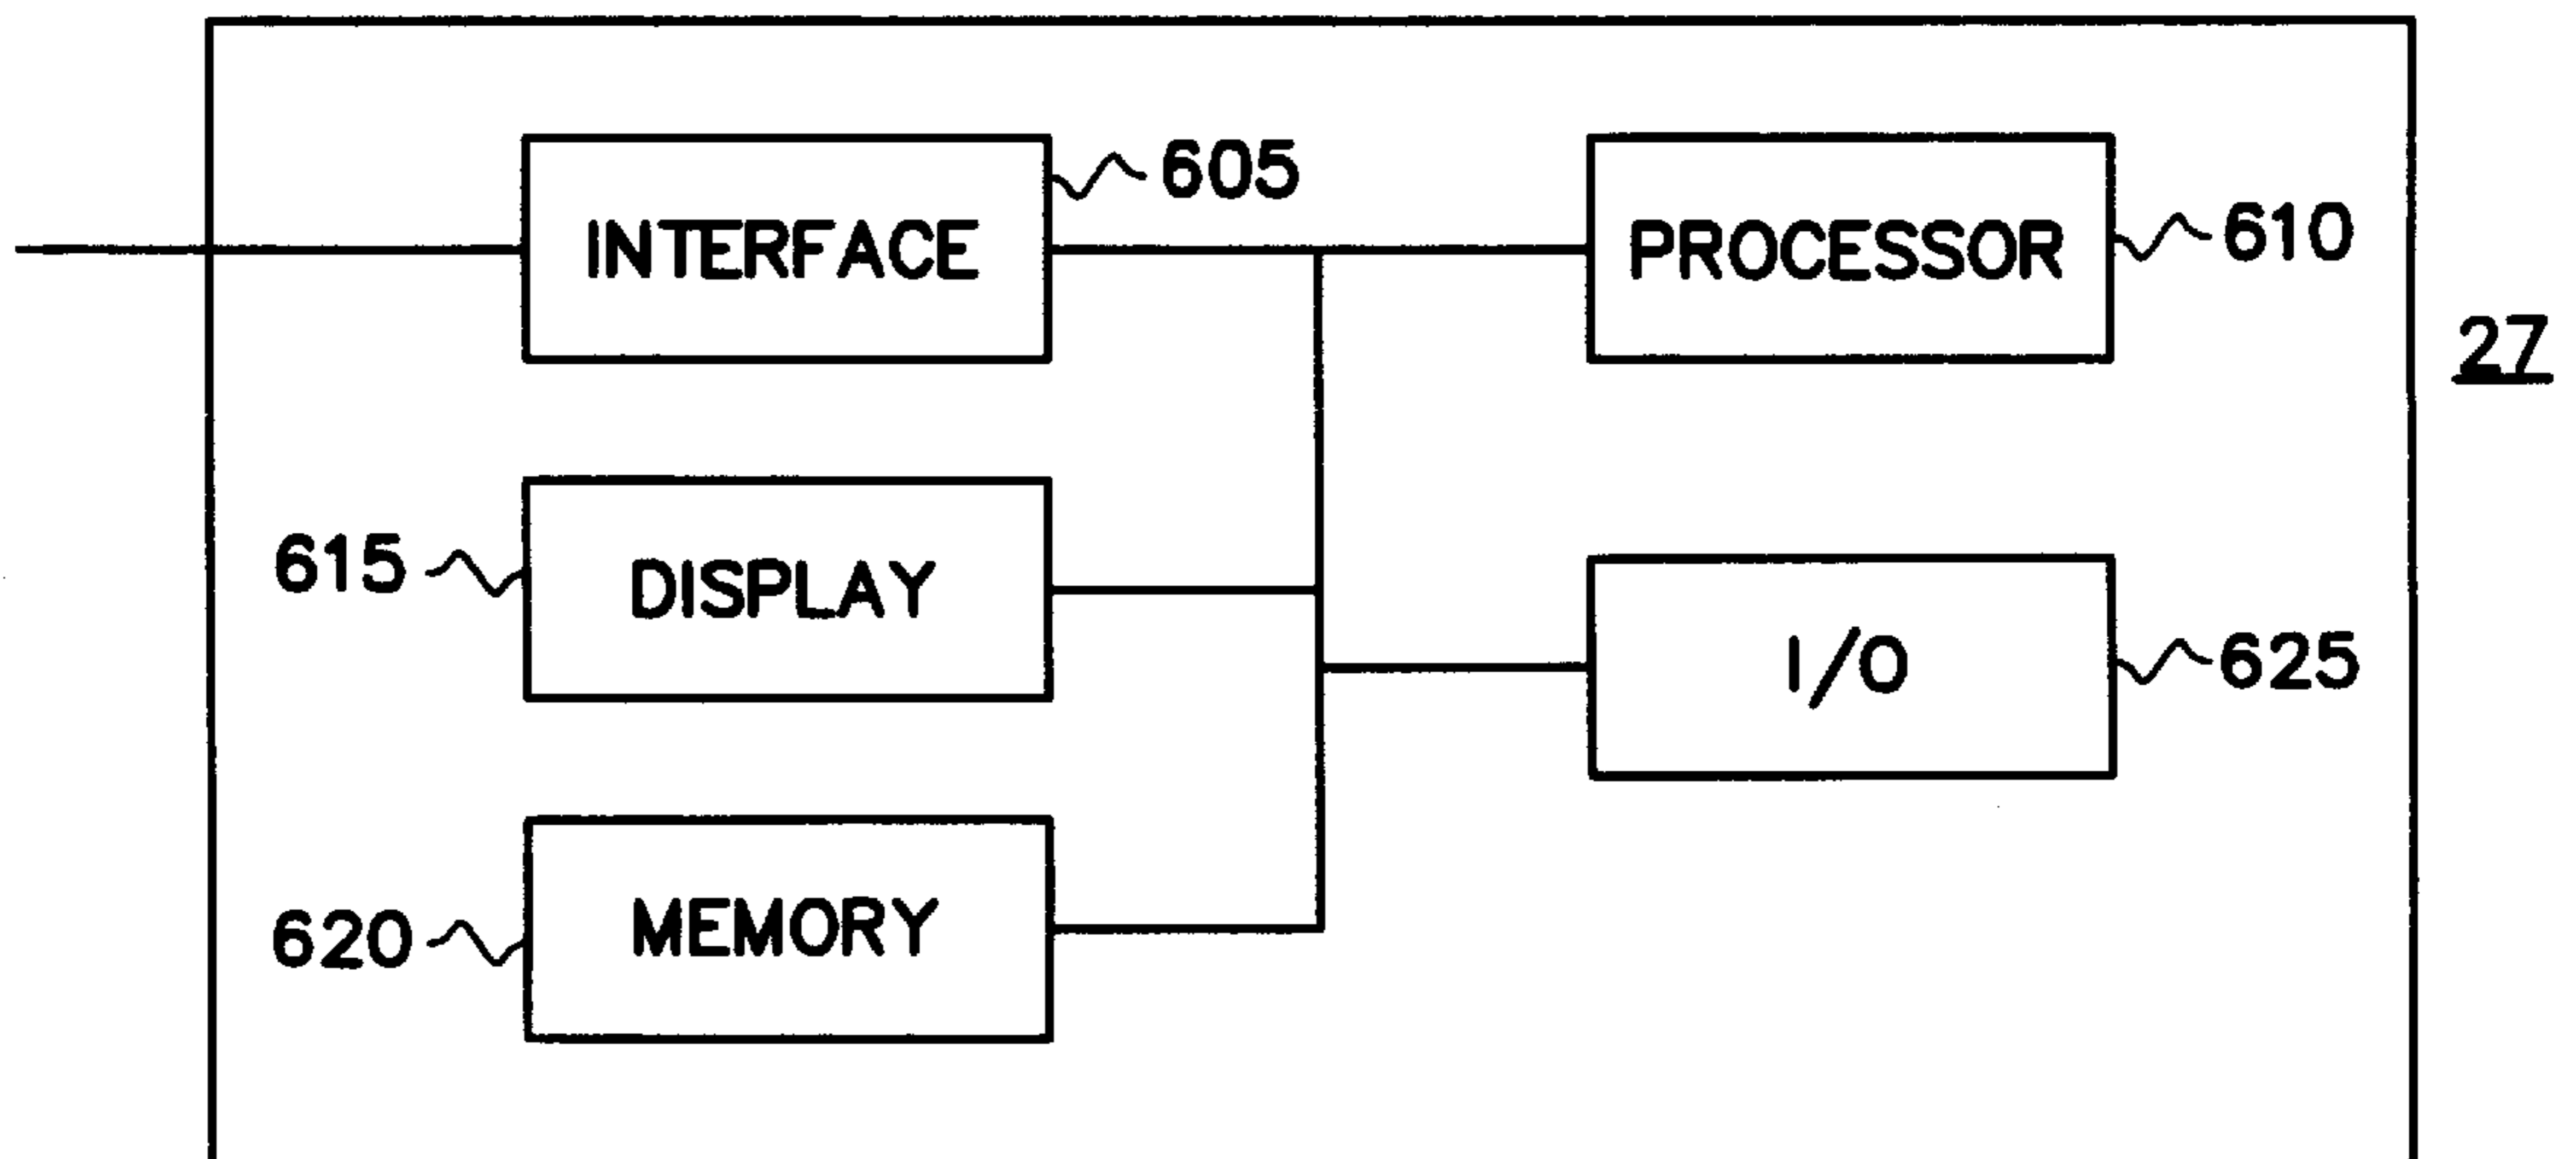 605
INTERFACE
PROCESSOR
610
27
615
DISPLAY
I/O
625
620
MEMORY